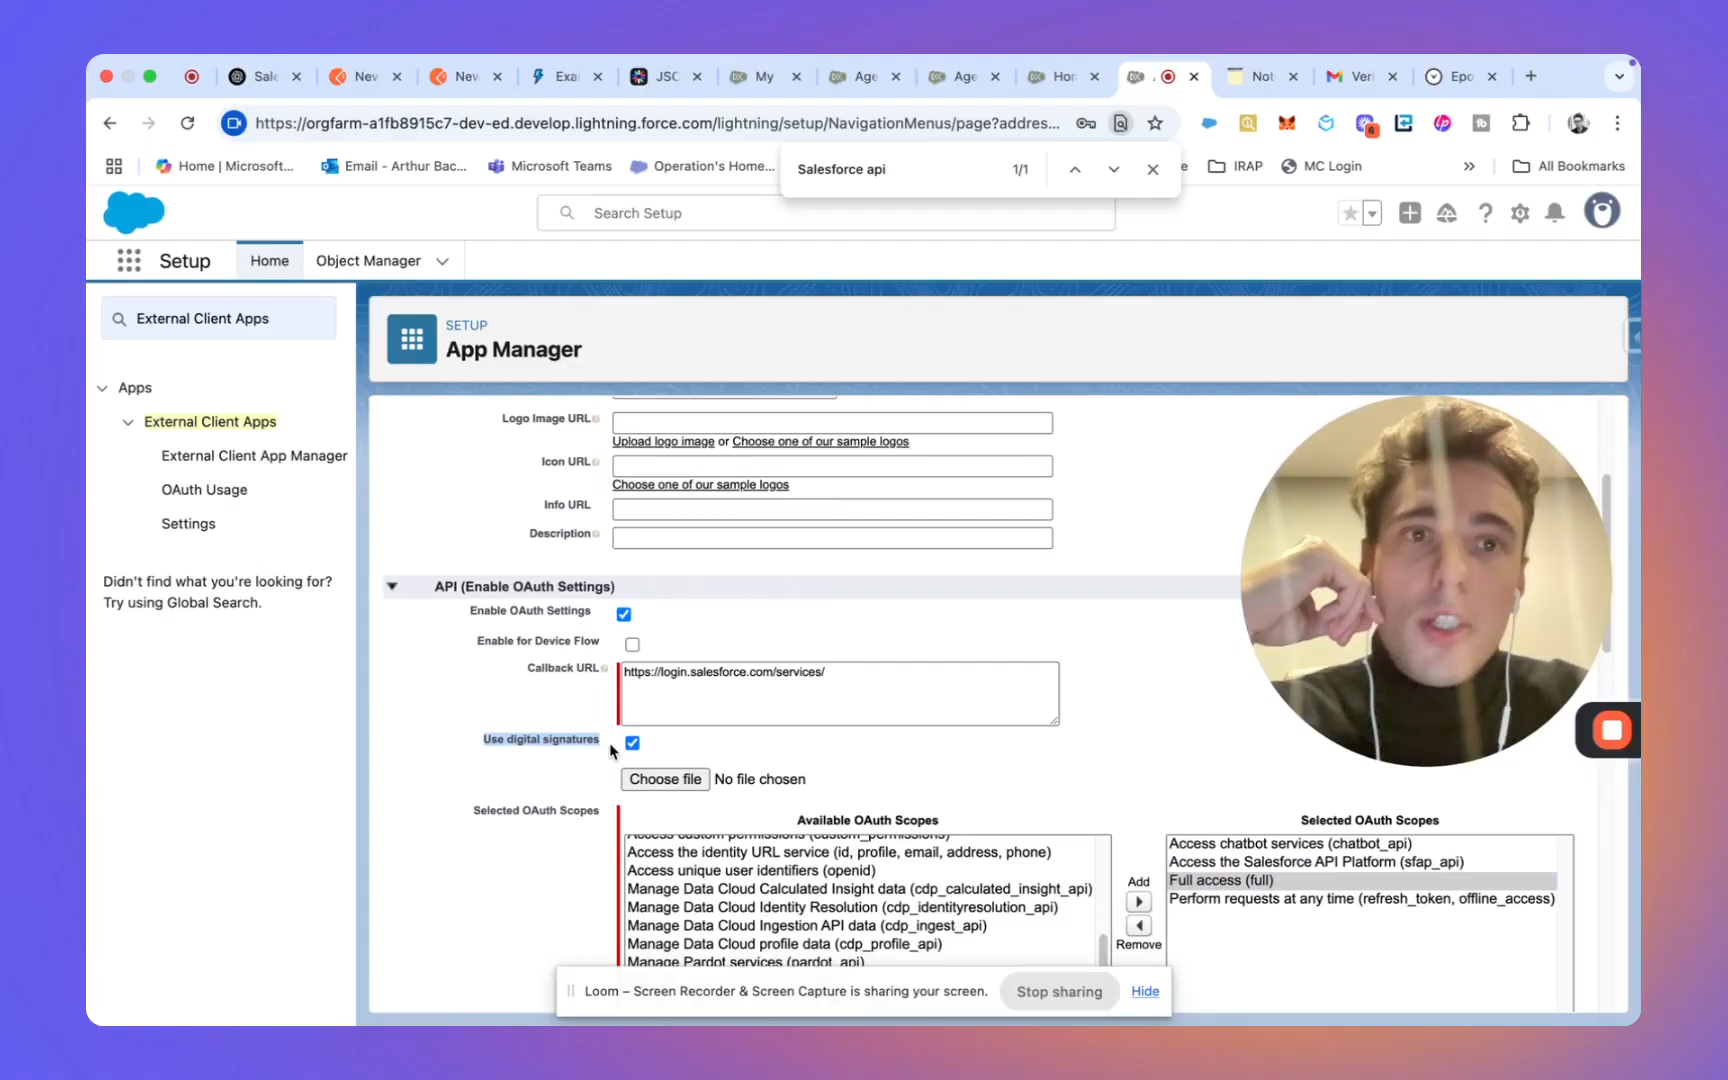 Sale
New
New
Exa
JSC
My
Age
Age
Hor
Not
Veri
Epo
https://orgfarm-a1fb8915c7-dev-ed.develop.lightning.force.com/lightning/setup/NavigationMenus/page?addres...
6
Home | Microsoft...
Email - Arthur Bac...
Microsoft Teams
Operation's Home...
Salesforce api
1/1
e
IRAP
MC Login
»
All Bookmarks
Search Setup
Setup
Home
Object Manager
External Client Apps
Apps
External Client Apps
External Client App Manager
OAuth Usage
Settings
Didn't find what you're looking for?
Try using Global Search.
SETUP
App Manager
Logo Image URL
Upload logo image or Choose one of our sample logos
Icon URL
Choose one of our sample logos
Info URL
Description
API (Enable OAuth Settings)
Enable OAuth Settings
Enable for Device Flow
Callback URL
https://login.salesforce.com/services/
Use digital signatures
Choose file No file chosen
Selected OAuth Scopes
Available OAuth Scopes
Access custom permissions (custom_permissions)
Access the identity URL service (id, profile, email, address, phone)
Access unique user identifiers (openid)
Manage Data Cloud Calculated Insight data (cdp_calculated_insight_api)
Manage Data Cloud Identity Resolution (cdp_identityresolution_api)
Manage Data Cloud Ingestion API data (cdp_ingest_api)
Manage Data Cloud profile data (cdp_profile_api)
Manage Pardot services (pardot_api)
Add
Remove
Selected OAuth Scopes
Access chatbot services (chatbot_api)
Access the Salesforce API Platform (sfap_api)
Full access (full)
Perform requests at any time (refresh_token, offline_access)
Loom – Screen Recorder & Screen Capture is sharing your screen.
Stop sharing
Hide